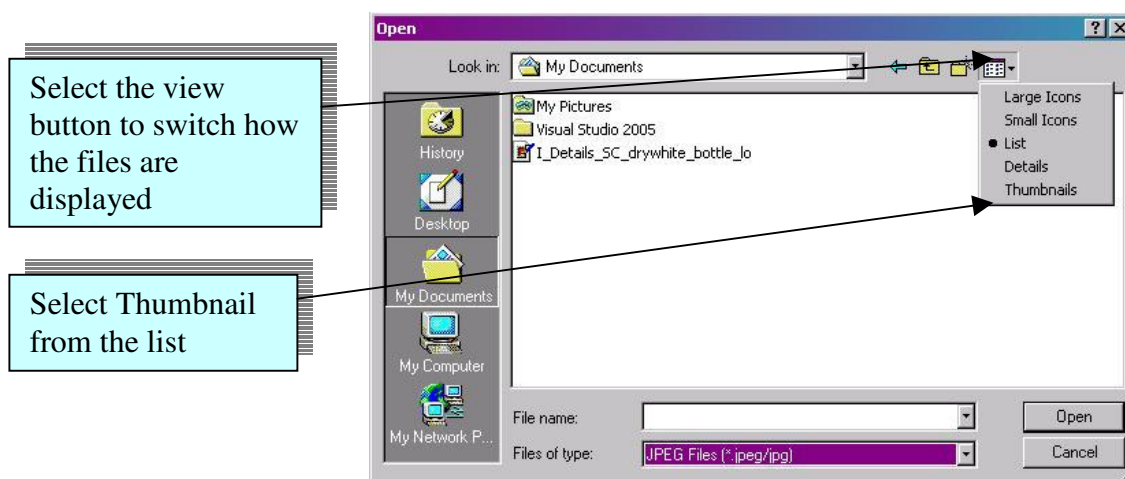 Open
Select the view
button to switch how
the files are
displayed
Select Thumbnail
from the list
Look in:
My Documents
History
Desktop
My Documents
My Computer
My Network P...
My Pictures
Visual Studio 2005
I_Details_SC_drywhite_bottle_lo
Large Icons
Small Icons
List
Details
Thumbnails
File name:
Open
Files of type:
JPEG Files (*.jpeg/jpg)
Cancel